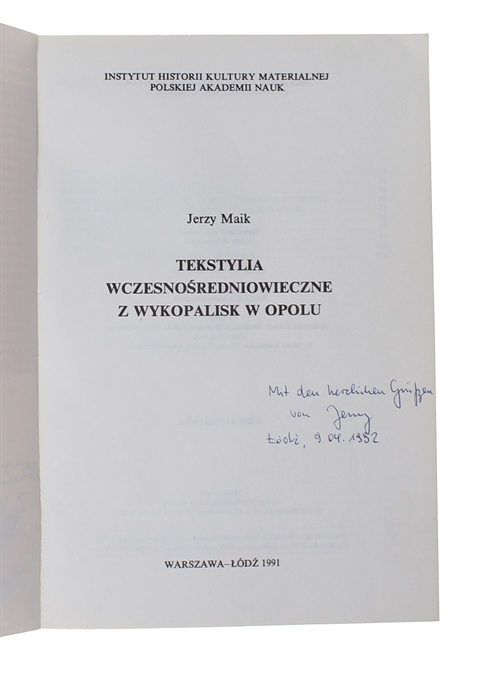 INSTYTUT HISTORII KULTURY MATERIALNEJ
POLSKIEJ AKADEMII NAUK
Jerzy Maik
TEKSTYLIA
WCZESNOŚREDNIOWIECZNE
Z WYKOPALISK W OPOLU
Mit den herzlichen Grüßen
von Jerzy
Łódź, 9.04.1992
WARSZAWA–ŁÓDŹ 1991